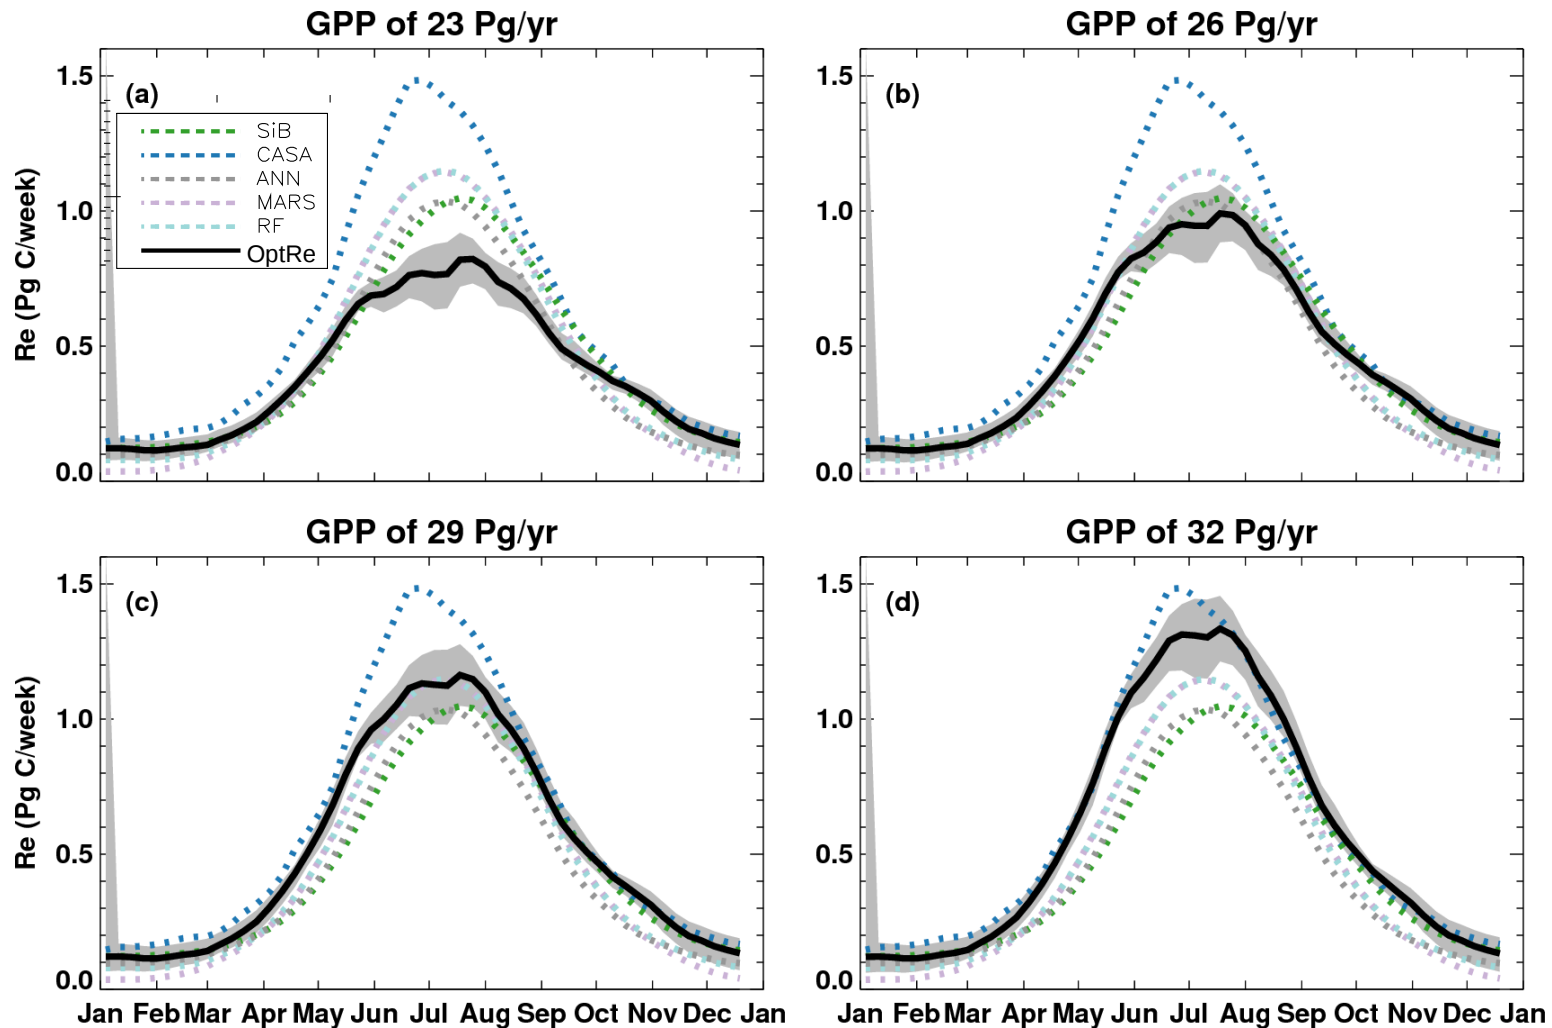 GPP of 23 Pg/yr
GPP of 26 Pg/yr
Re (Pg C/week)
1.5
1.0
0.5
0.0
(a)
SiB
CASA
ANN
MARS
RF
OptRe
1.5
1.0
0.5
0.0
(b)
GPP of 29 Pg/yr
GPP of 32 Pg/yr
Re (Pg C/week)
1.5
1.0
0.5
0.0
(c)
1.5
1.0
0.5
0.0
(d)
Jan Feb Mar Apr May Jun Jul Aug Sep Oct Nov Dec Jan
Jan Feb Mar Apr May Jun Jul Aug Sep Oct Nov Dec Jan